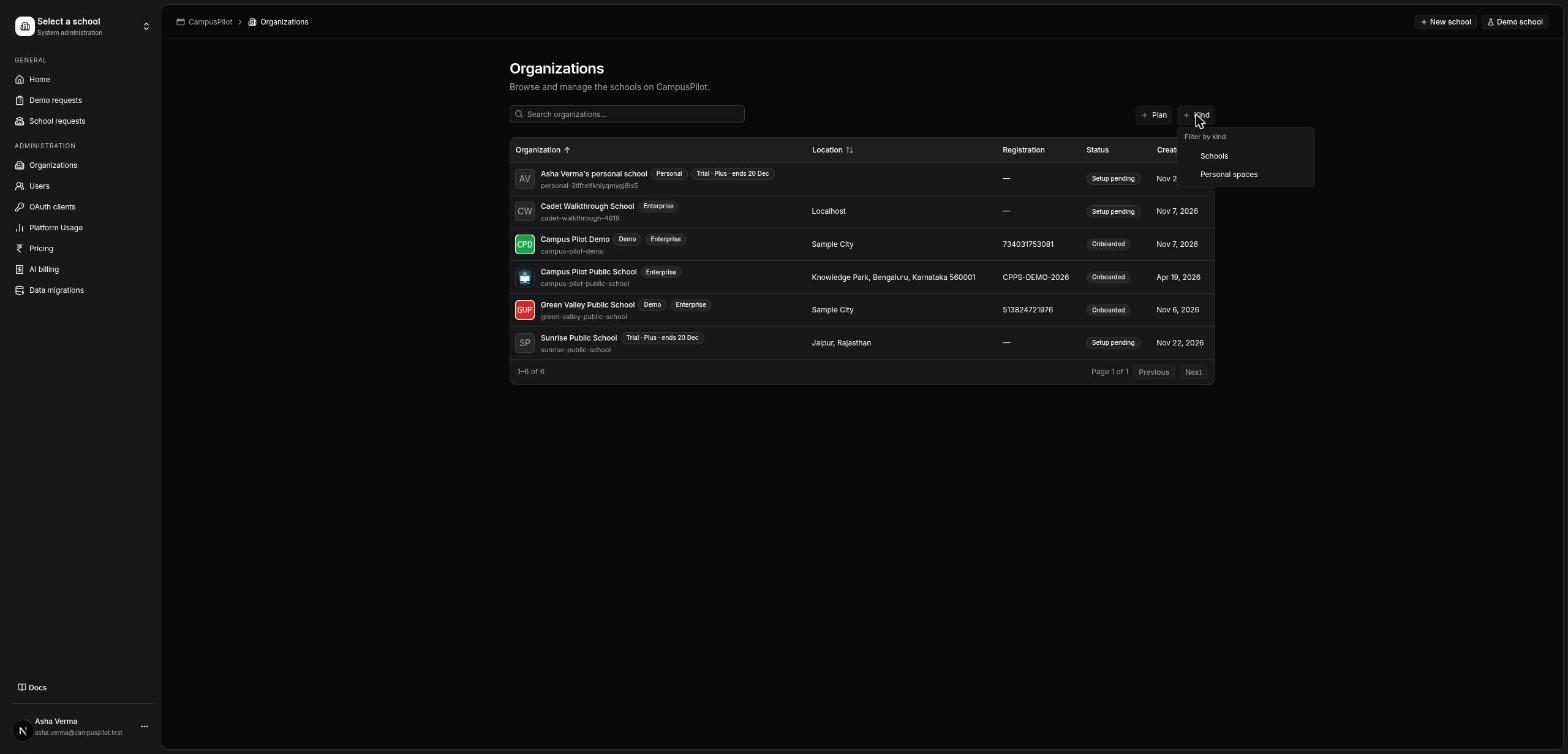 Select a school
System administration
GENERAL
Home
Demo requests
School requests
ADMINISTRATION
Organizations
Users
OAuth clients
Platform Usage
Pricing
AI billing
Data migrations
Docs
Asha Verma
asha.verma@campuspilot.test
CampusPilot > Organizations
+ New school
Demo school
Organizations
Browse and manage the schools on CampusPilot.
Search organizations...
+ Plan
+ Kind
Filter by kind
Schools
Personal spaces
Organization ↑ Location Registration Status
AV Asha Verma's personal school Personal Trial · Plus · ends 20 Dec — Setup pending
CW Cadet Walkthrough School Enterprise Localhost — Setup pending Nov 7, 2026
cadet-walkthrough-4619
CPD Campus Pilot Demo Demo Enterprise Sample City 734031753081 Onboarded Nov 7, 2026
campus-pilot-demo
Campus Pilot Public School Enterprise Knowledge Park, Bengaluru, Karnataka 560001 CPPS-DEMO-2026 Onboarded Apr 19, 2026
campus-pilot-public-school
GVP Green Valley Public School Demo Enterprise Sample City 513824721976 Onboarded Nov 6, 2026
green-valley-public-school
SP Sunrise Public School Trial · Plus · ends 20 Dec Jaipur, Rajasthan — Setup pending Nov 22, 2026
sunrise-public-school
1–6 of 6
Page 1 of 1 Previous Next